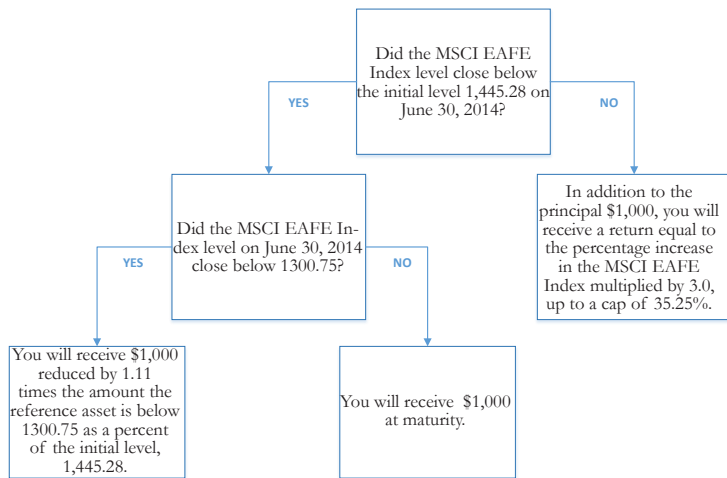 Did the MSCI EAFE
Index level close below
the initial level 1,445.28 on
June 30, 2014?
YES
NO
Did the MSCI EAFE In-
dex level on June 30, 2014
close below 1300.75?
In addition to the
principal $1,000, you will
receive a return equal to
the percentage increase
in the MSCI EAFE
Index multiplied by 3.0,
up to a cap of 35.25%.
YES
NO
You will receive $1,000
reduced by 1.11
times the amount the
reference asset is below
1300.75 as a percent
of the initial level,
1,445.28.
You will receive $1,000
at maturity.